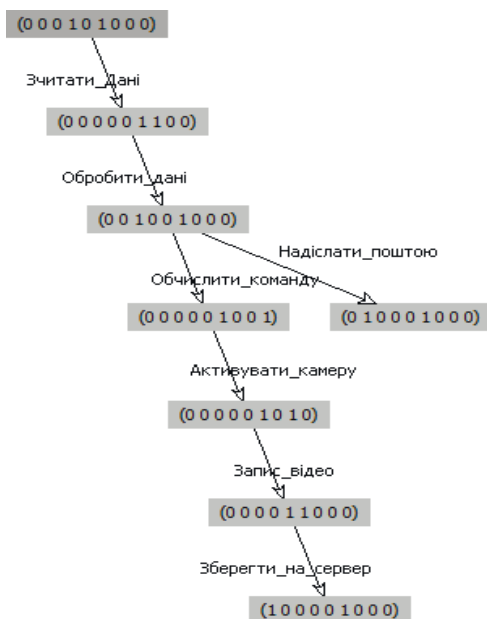 (0 0 0 1 0 1 0 0 0)
Зчитати_Дані
(0 0 0 0 0 1 1 0 0)
Обробити_дані
(0 0 1 0 0 1 0 0 0)
Надіслати_поштою
Обчислити_команду
(0 0 0 0 0 1 0 0 1)
(0 1 0 0 0 1 0 0 0)
Активувати_камеру
(0 0 0 0 0 1 0 1 0)
Запис_відео
(0 0 0 0 1 1 0 0 0)
Зберегти_на_сервер
(1 0 0 0 0 1 0 0 0)